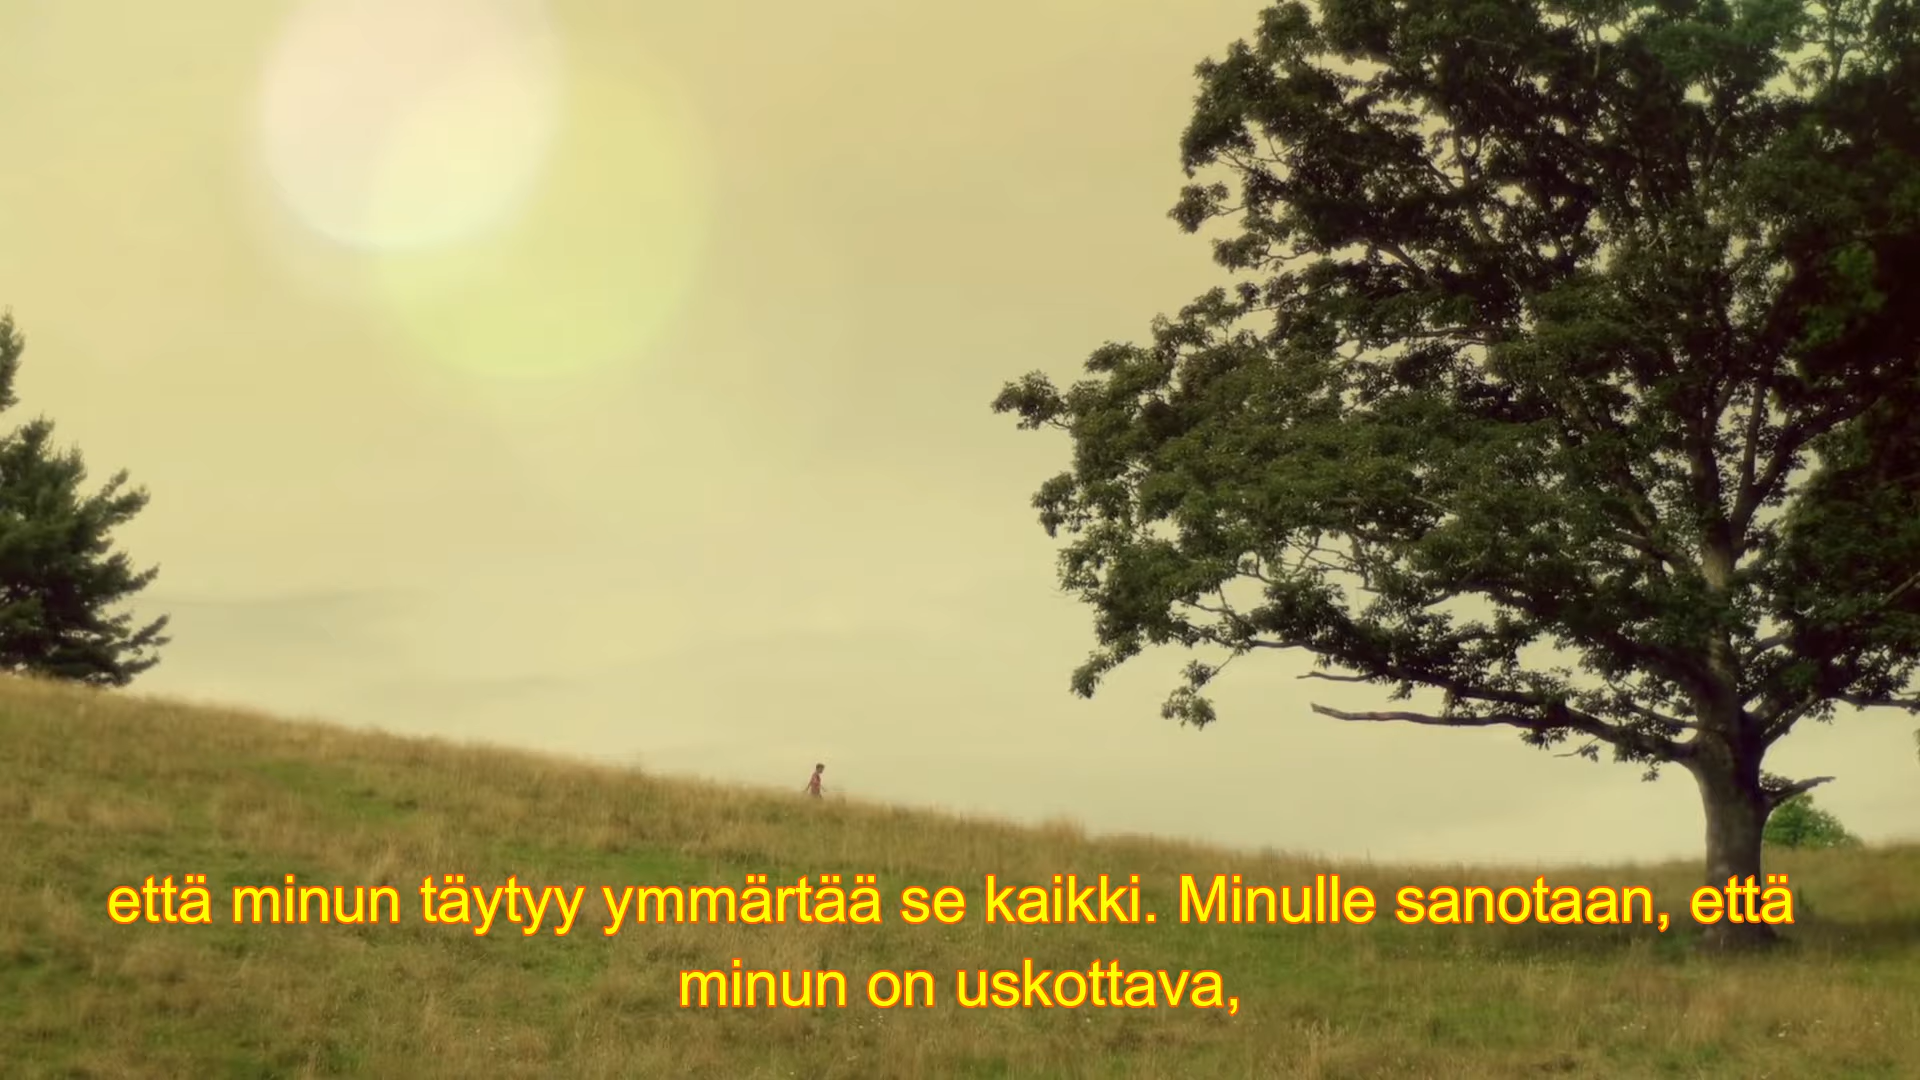 että minun täytyy ymmärtää se kaikki. Minulle sanotaan, että
minun on uskottava,